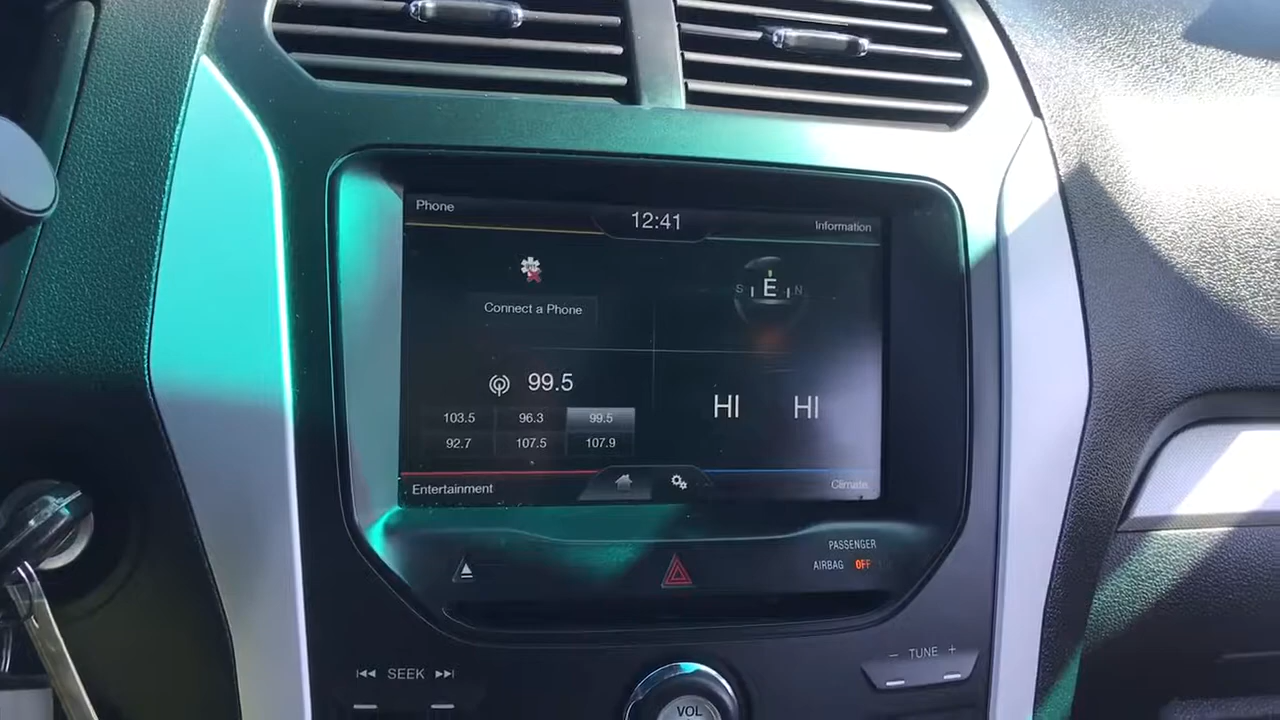 Phone
12:41
Information
Connect a Phone
S E N
99.5
103.5 96.3 99.5
92.7 107.5 107.9
HI HI
Entertainment
Climate
PASSENGER
AIRBAG OFF
SEEK
- TUNE +
VOL